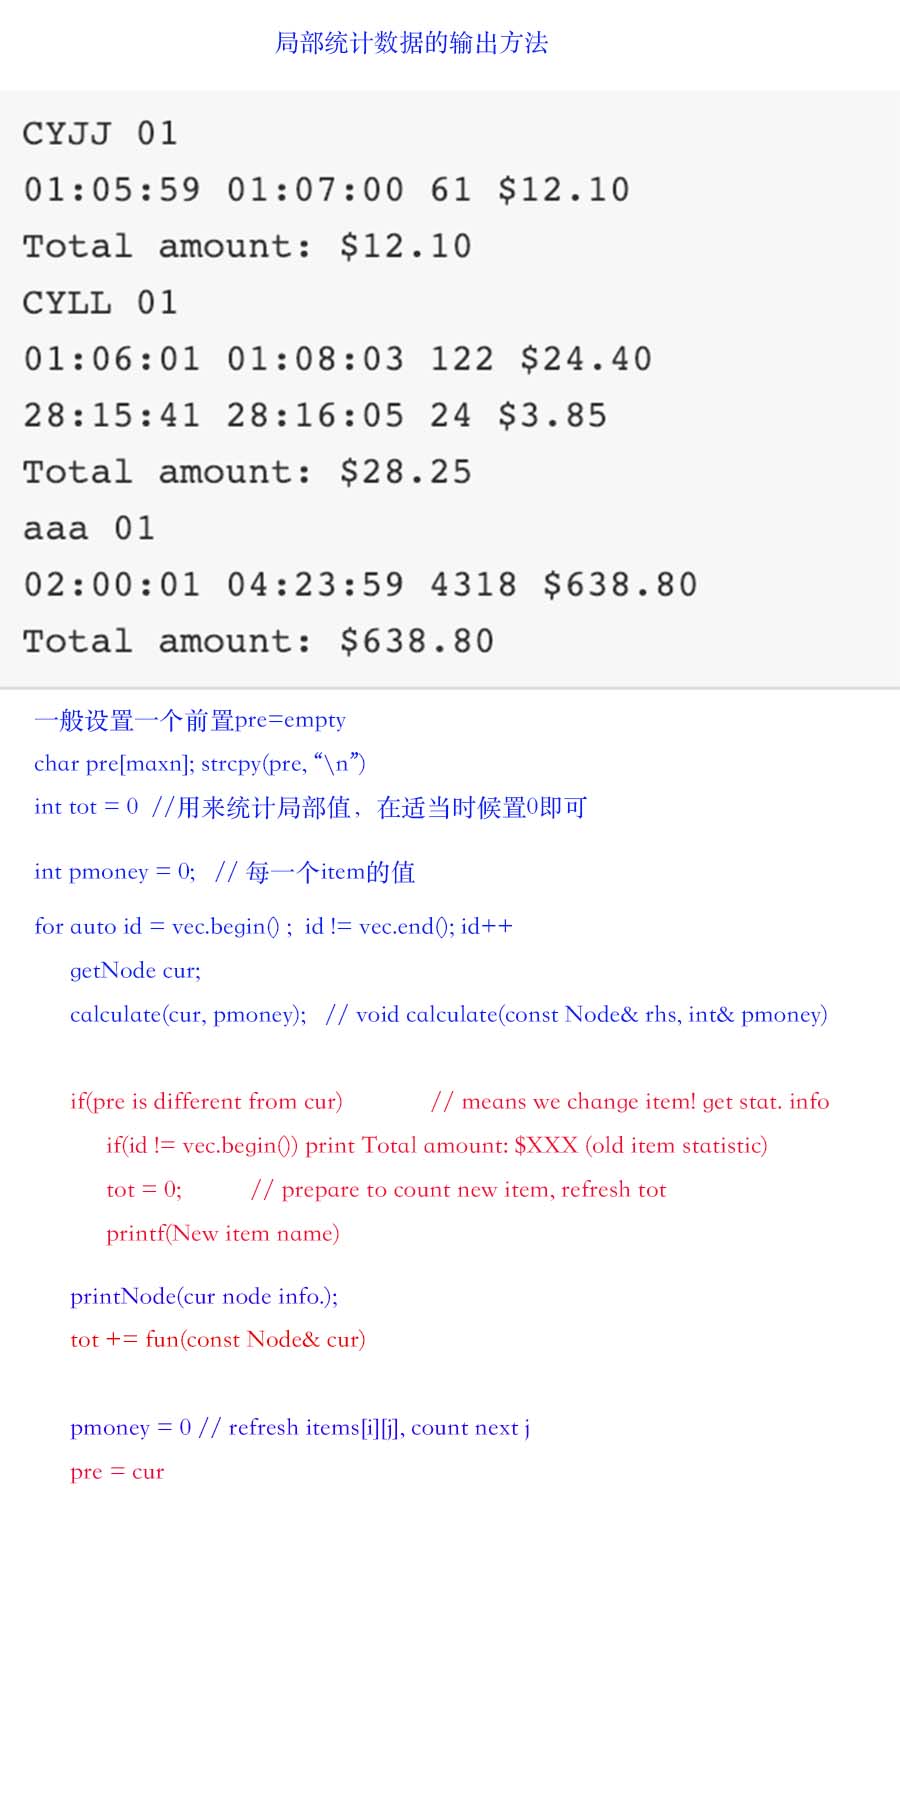 局部统计数据的输出方法
CYJJ 01
01:05:59 01:07:00 61 $12.10
Total amount: $12.10
CYLL 01
01:06:01 01:08:03 122 $24.40
28:15:41 28:16:05 24 $3.85
Total amount: $28.25
aaa 01
02:00:01 04:23:59 4318 $638.80
Total amount: $638.80
一般设置一个前置pre=empty
char pre[maxn]; strcpy(pre, “\n”)
int tot = 0 //用来统计局部值，在适当时候置0即可
int pmoney = 0; // 每一个item的值
for auto id = vec.begin() ; id != vec.end(); id++
getNode cur;
calculate(cur, pmoney); // void calculate(const Node& rhs, int& pmoney)
if(pre is different from cur) // means we change item! get stat. info
if(id != vec.begin()) print Total amount: $XXX (old item statistic)
tot = 0; // prepare to count new item, refresh tot
printf(New item name)
printNode(cur node info.);
tot += fun(const Node& cur)
pmoney = 0 // refresh items[i][j], count next j
pre = cur